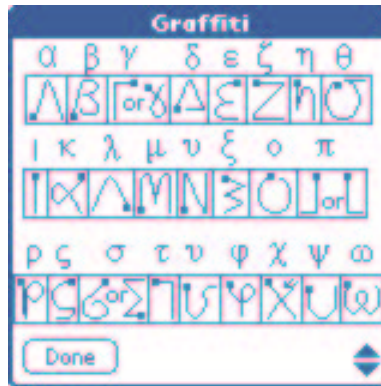 Graffiti
α β γ δ ε ζ η θ
or
ι κ λ μ υ ξ ο π
or
ρ ς σ τ υ φ χ ψ ω
or
Done